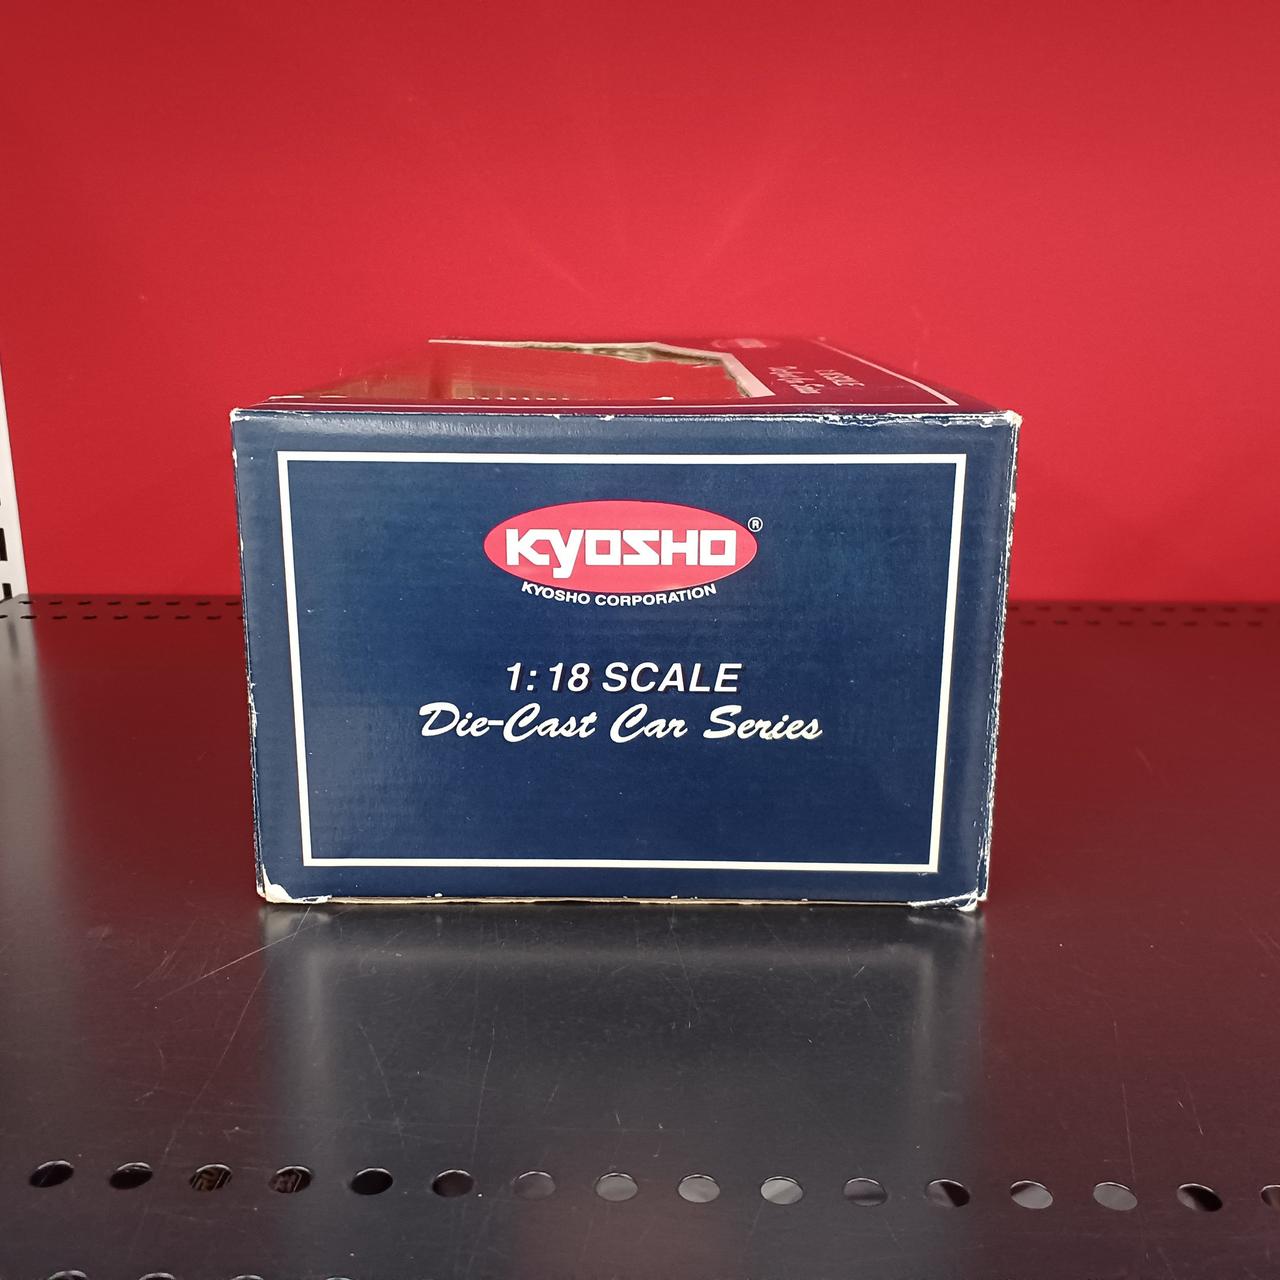 KYOSHO ®
KYOSHO CORPORATION
1:18 SCALE
Die-Cast Car Series